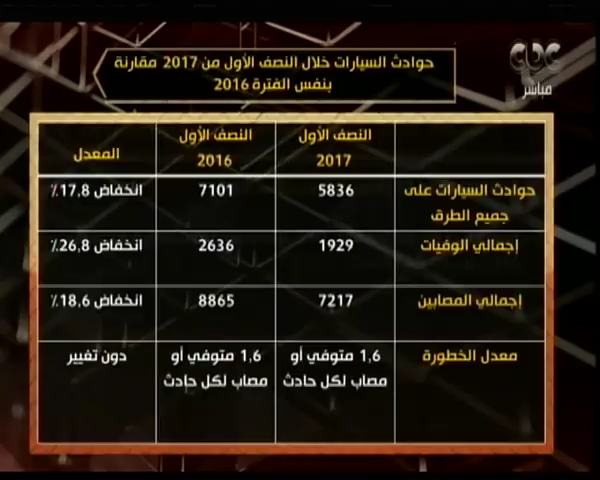 حوادث السيارات خلال النصف الأول من 2017 مقارنة
بنفس الفترة 2016
CBC
مباشر
النصف الأول 2017
النصف الأول 2016
المعدل
حوادث السيارات على جميع الطرق
5836
7101
انخفاض 17,8٪
إجمالي الوفيات
1929
2636
انخفاض 26,8٪
إجمالي المصابين
7217
8865
انخفاض 18,6٪
معدل الخطورة
1,6 متوفي أو مصاب لكل حادث
1,6 متوفي أو مصاب لكل حادث
دون تغيير